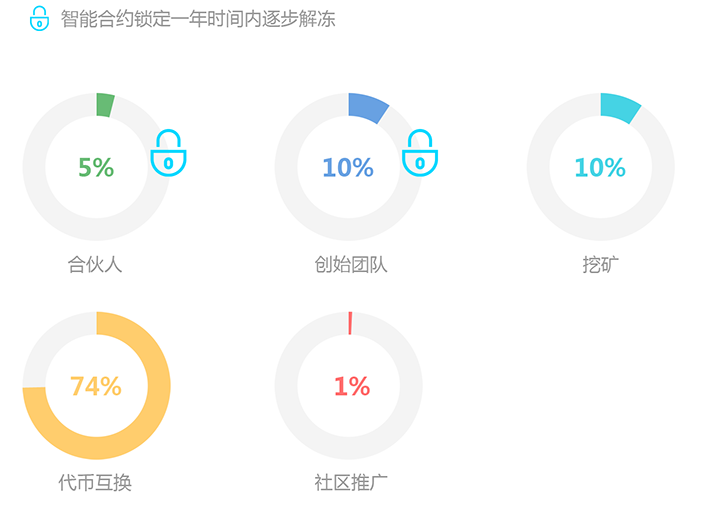 智能合约锁定一年时间内逐步解冻
5%
10%
10%
合伙人
创始团队
挖矿
74%
1%
代币互换
社区推广